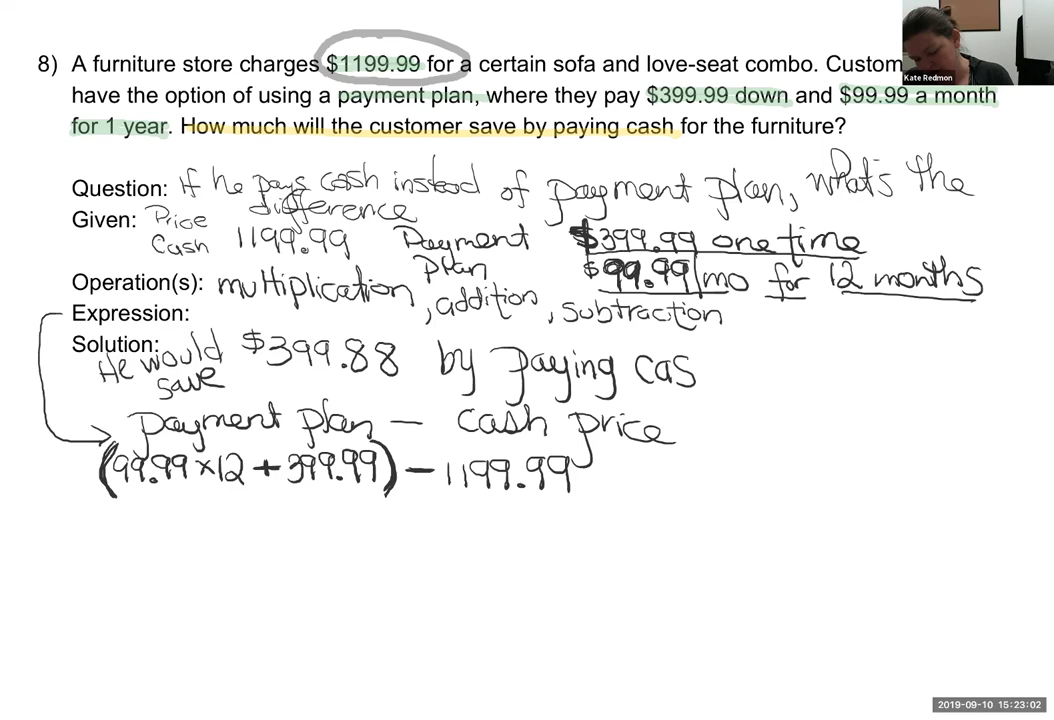 8) A furniture store charges $1199.99 for a certain sofa and love-seat combo. Custom
have the option of using a payment plan, where they pay $399.99 down and $99.99 a month
for 1 year. How much will the customer save by paying cash for the furniture?
Question: If he pays cash instead of payment plan, what's the
difference
Given: Price
Cash 1199.99 Payment plan $399.99 one time
$99.99/mo for 12 months
Operation(s): multiplication, addition, subtraction
Expression:
Solution:
He would save $399.88 by paying cas
payment plan – cash price
(99.99 × 12 + 399.99) – 1199.99
Kate Redmon
2019-09-10 15:23:02